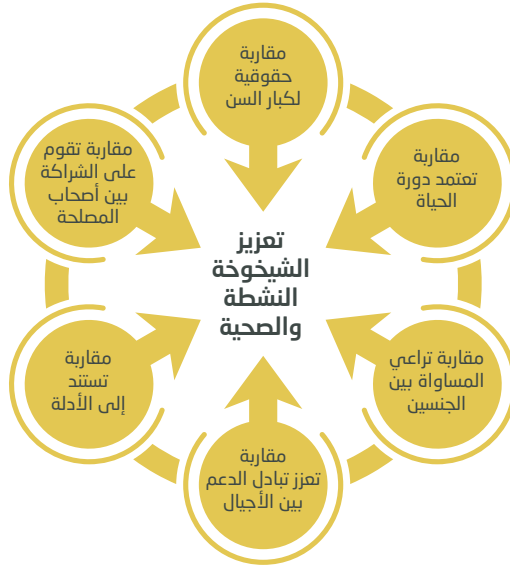 مقاربة
حقوقية
لكبار السن
مقاربة
تعتمد دورة
الحياة
مقاربة تراعي
المساواة بين
الجنسين
مقاربة
تعزز تبادل الدعم
بين الأجيال
مقاربة
تستند
إلى الأدلة
مقاربة تقوم
على الشراكة
بين أصحاب
المصلحة
تعزيز
الشيخوخة
النشطة
والصحية